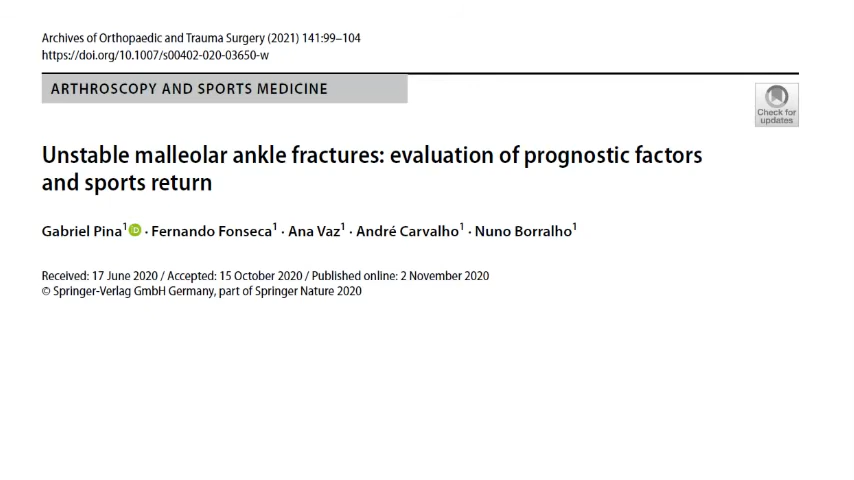 Archives of Orthopaedic and Trauma Surgery (2021) 141:99–104
https://doi.org/10.1007/s00402-020-03650-w
ARTHROSCOPY AND SPORTS MEDICINE
Check for
updates
Unstable malleolar ankle fractures: evaluation of prognostic factors
and sports return
Gabriel Pina1 iD · Fernando Fonseca1 · Ana Vaz1 · André Carvalho1 · Nuno Borralho1
Received: 17 June 2020 / Accepted: 15 October 2020 / Published online: 2 November 2020
© Springer-Verlag GmbH Germany, part of Springer Nature 2020